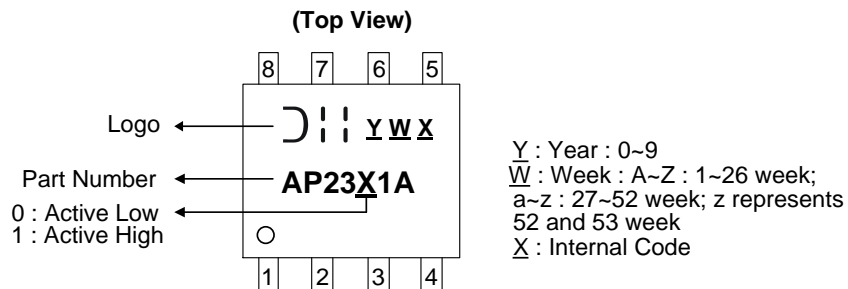 (Top View)
8 7 6 5
Logo
Y W X
Part Number
AP23X1A
0 : Active Low
1 : Active High
1 2 3 4
Y : Year : 0~9
W : Week : A~Z : 1~26 week;
a~z : 27~52 week; z represents
52 and 53 week
X : Internal Code